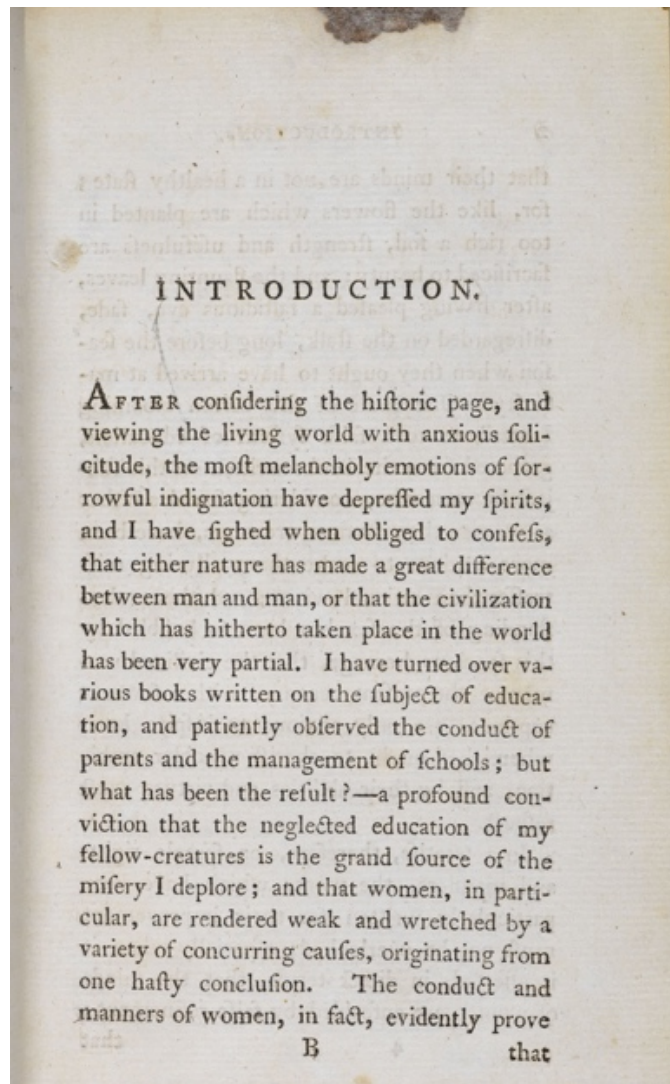 INTRODUCTION.
AFTER conſidering the hiſtoric page, and
viewing the living world with anxious ſoli-
citude, the moſt melancholy emotions of ſor-
rowful indignation have depreſſed my ſpirits,
and I have ſighed when obliged to confeſs,
that either nature has made a great difference
between man and man, or that the civilization
which has hitherto taken place in the world
has been very partial. I have turned over va-
rious books written on the ſubject of educa-
tion, and patiently obſerved the conduct of
parents and the management of ſchools; but
what has been the reſult?—a profound con-
viction that the neglected education of my
fellow-creatures is the grand ſource of the
miſery I deplore; and that women, in parti-
cular, are rendered weak and wretched by a
variety of concurring cauſes, originating from
one haſty concluſion. The conduct and
manners of women, in fact, evidently prove
B that